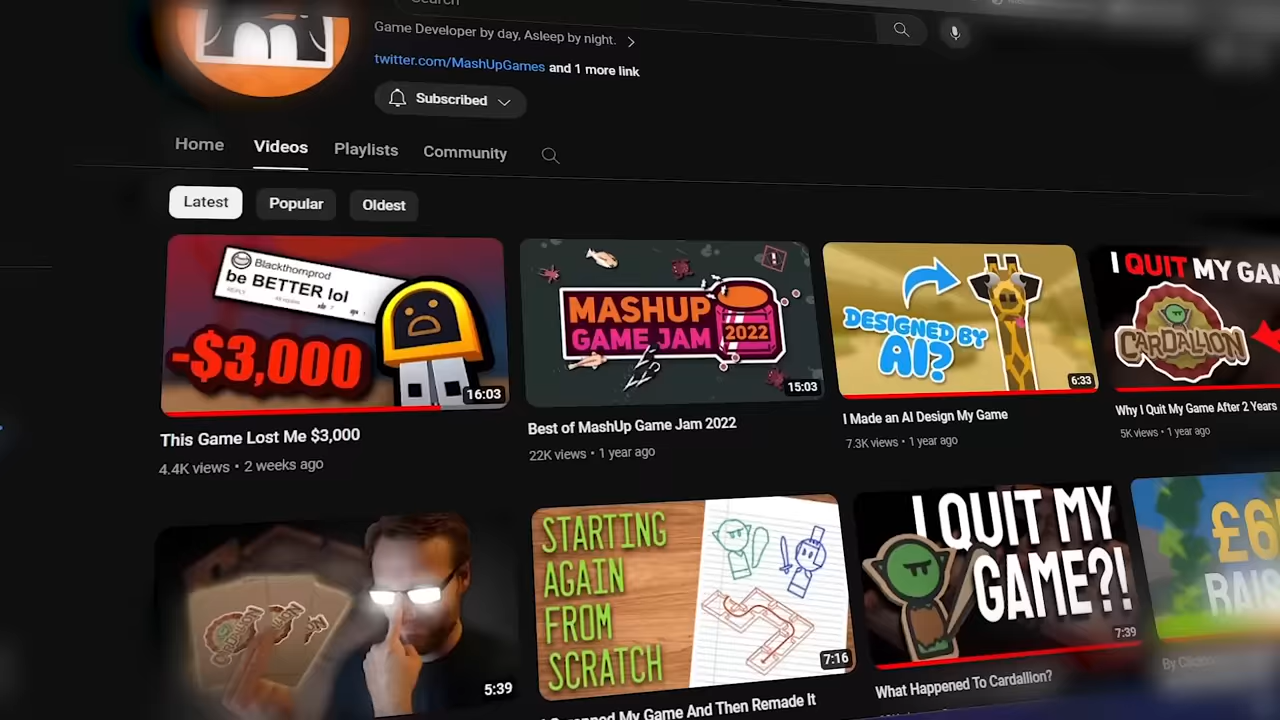 Search
Game Developer by day, Asleep by night.
twitter.com/MashUpGames and 1 more link
Subscribed
Home Videos Playlists Community
Latest Popular Oldest
Blackthornprod
be BETTER lol
REPLY
-$3,000
16:03
This Game Lost Me $3,000
4.4K views • 2 weeks ago
MASHUP
GAME JAM
2022
15:03
Best of MashUp Game Jam 2022
22K views • 1 year ago
DESIGNED BY
AI?
6:33
I Made an AI Design My Game
7.3K views • 1 year ago
I QUIT MY GAM
CARDALLION
Why I Quit My Game After 2 Years
5K views • 1 year ago
5:39
STARTING
AGAIN
FROM
SCRATCH
7:16
My Game And Then Remade It
I QUIT MY
GAME?!
7:39
What Happened To Cardallion?
£6
RAIS